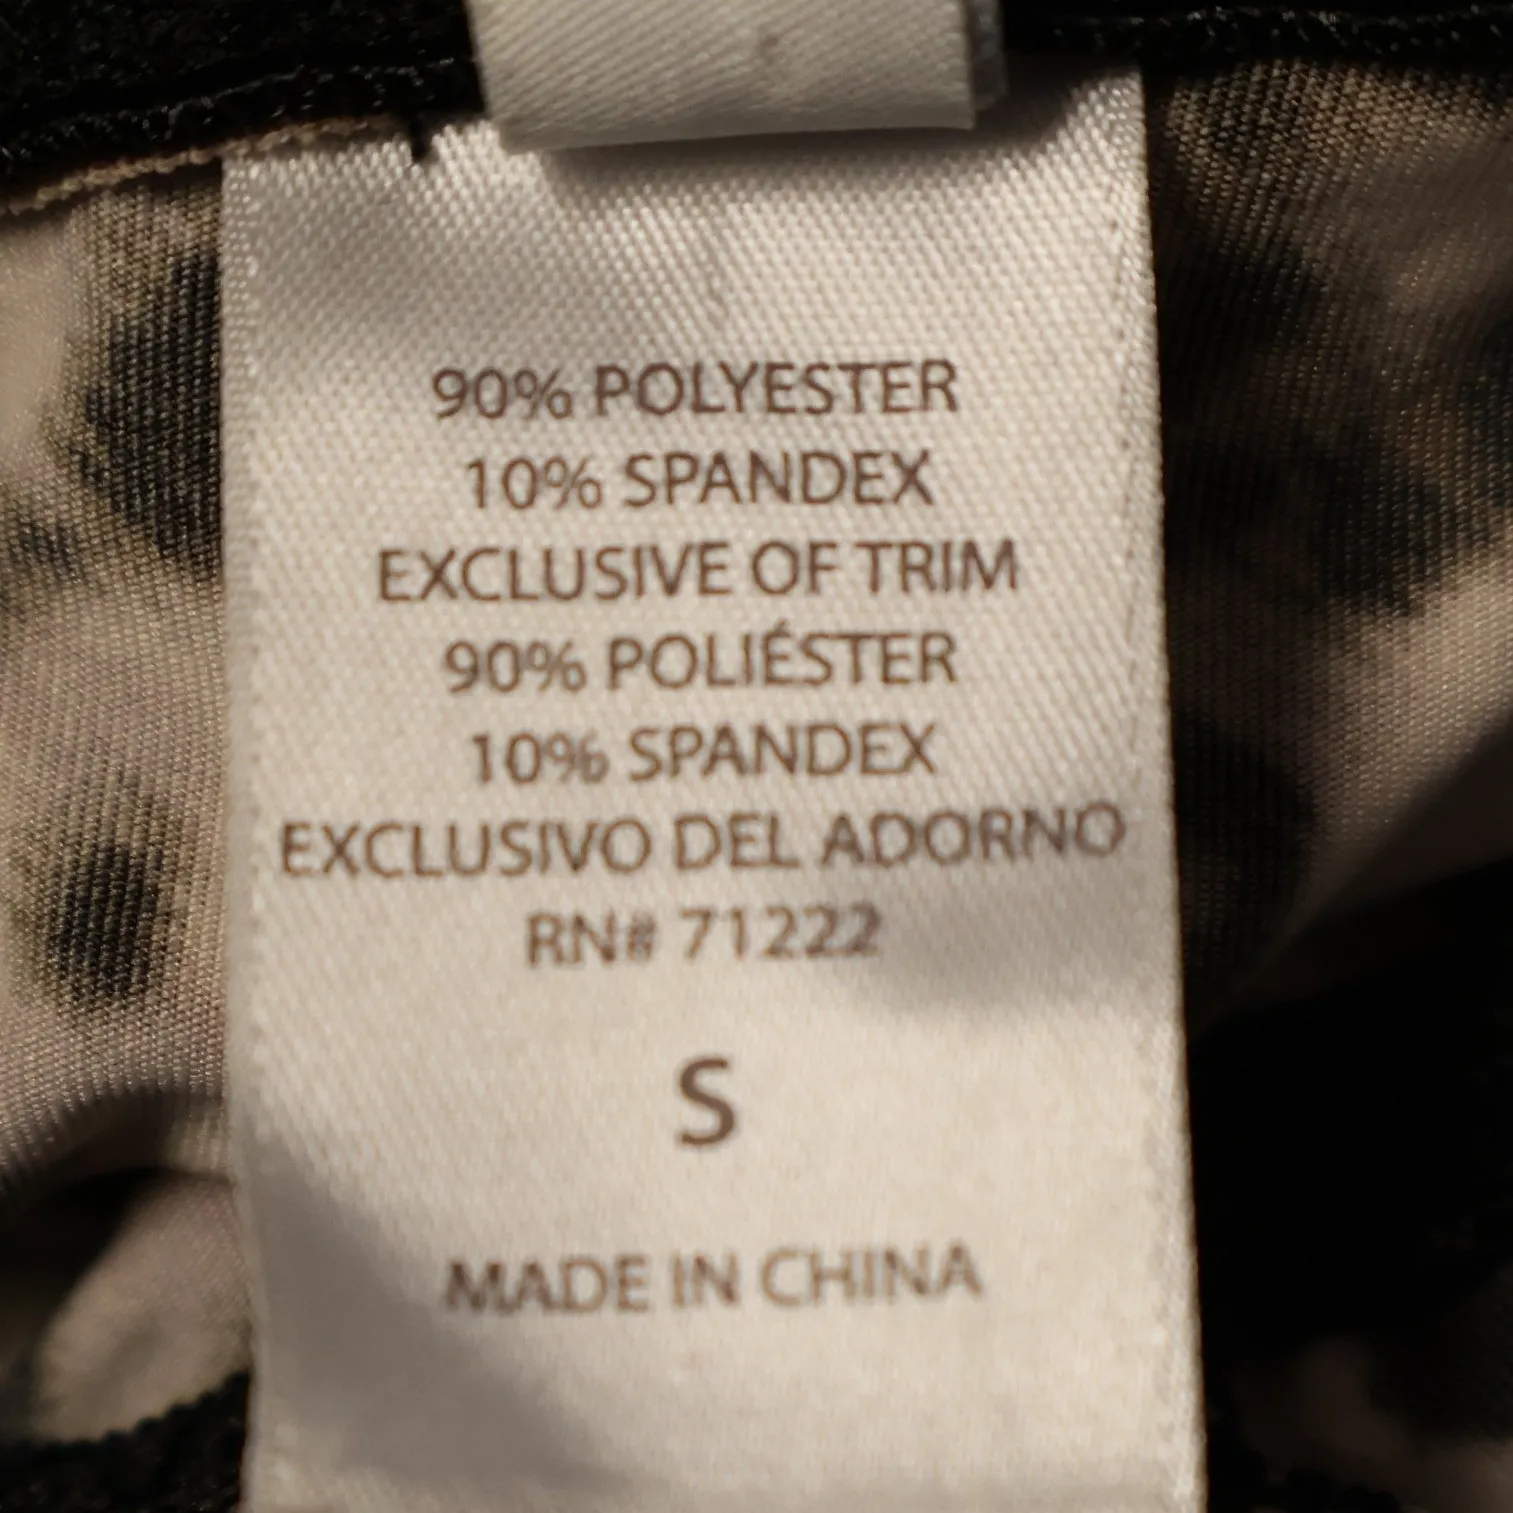 90% POLYESTER
10% SPANDEX
EXCLUSIVE OF TRIM
90% POLIÉSTER
10% SPANDEX
EXCLUSIVO DEL ADORNO
RN# 71222
S
MADE IN CHINA